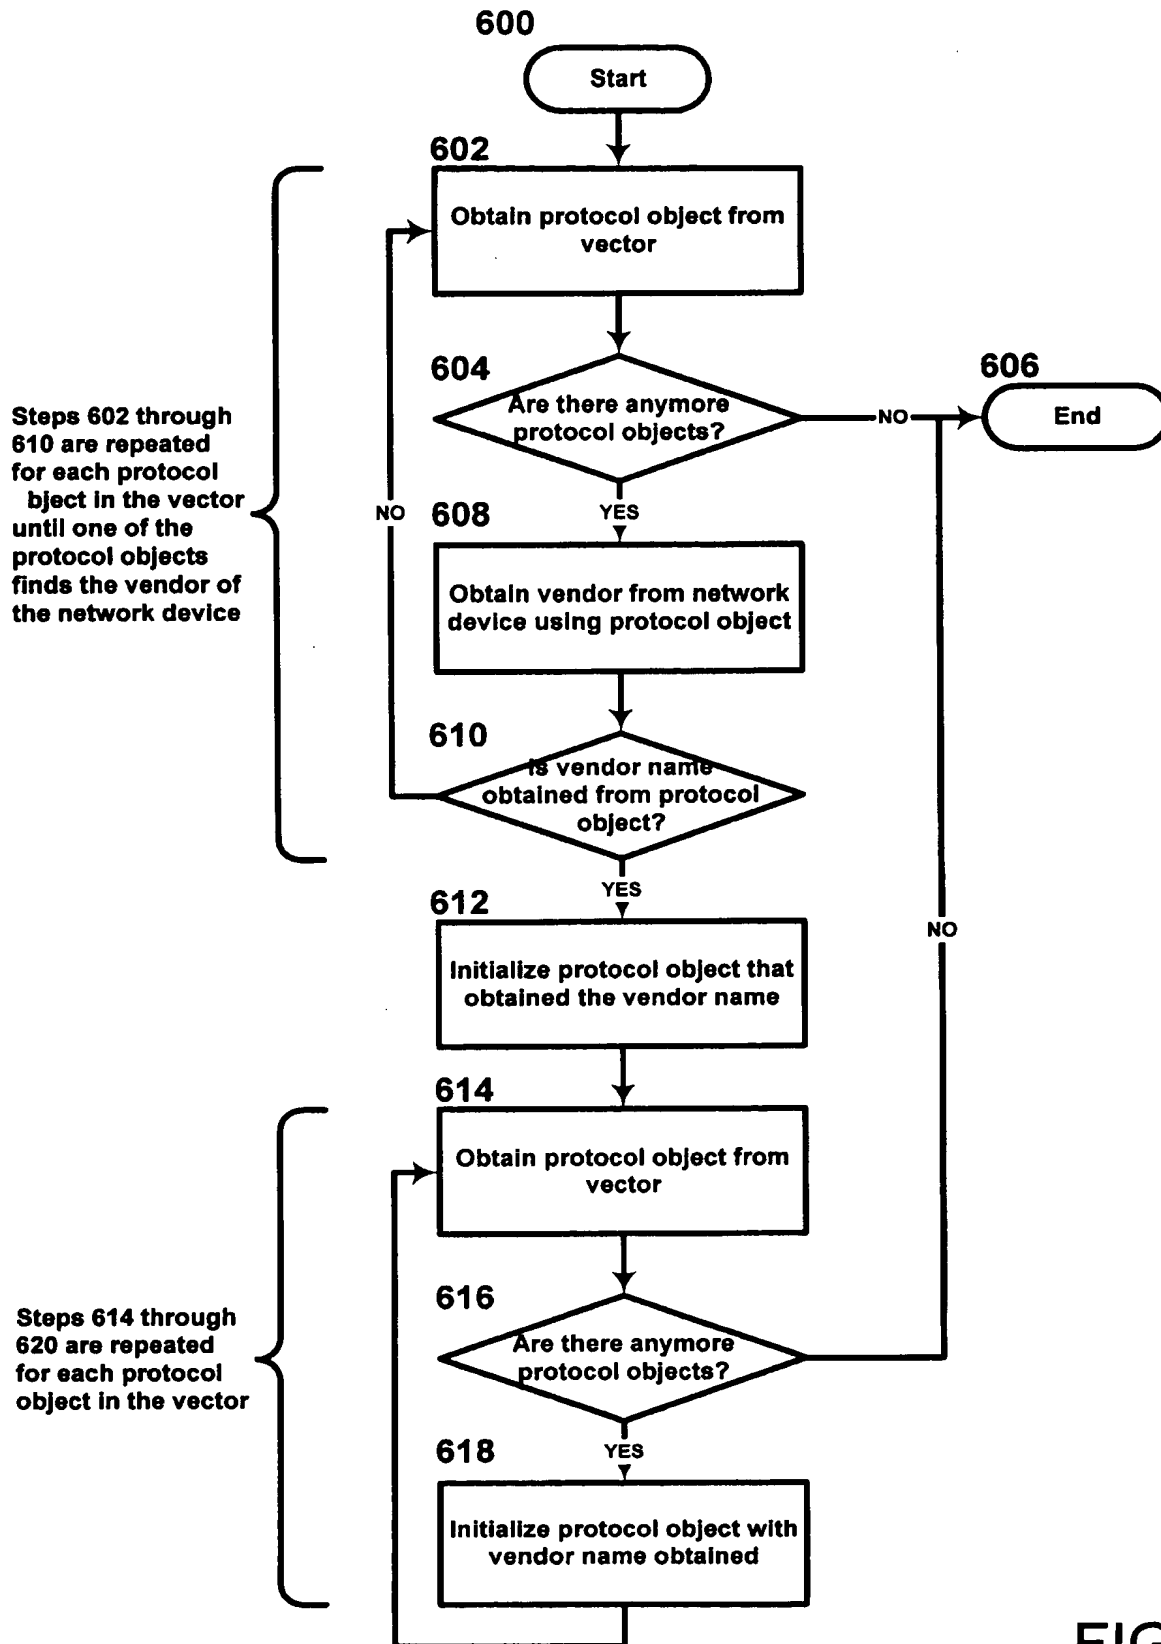 600
Start
602
Obtain protocol object from
vector
604
Are there anymore
protocol objects?
NO
606
End
Steps 602 through
610 are repeated
for each protocol
bject in the vector
until one of the
protocol objects
finds the vendor of
the network device
NO
YES
608
Obtain vendor from network
device using protocol object
610
Is vendor name
obtained from protocol
object?
YES
612
Initialize protocol object that
obtained the vendor name
NO
614
Obtain protocol object from
vector
616
Are there anymore
protocol objects?
Steps 614 through
620 are repeated
for each protocol
object in the vector
YES
618
Initialize protocol object with
vendor name obtained
FIG